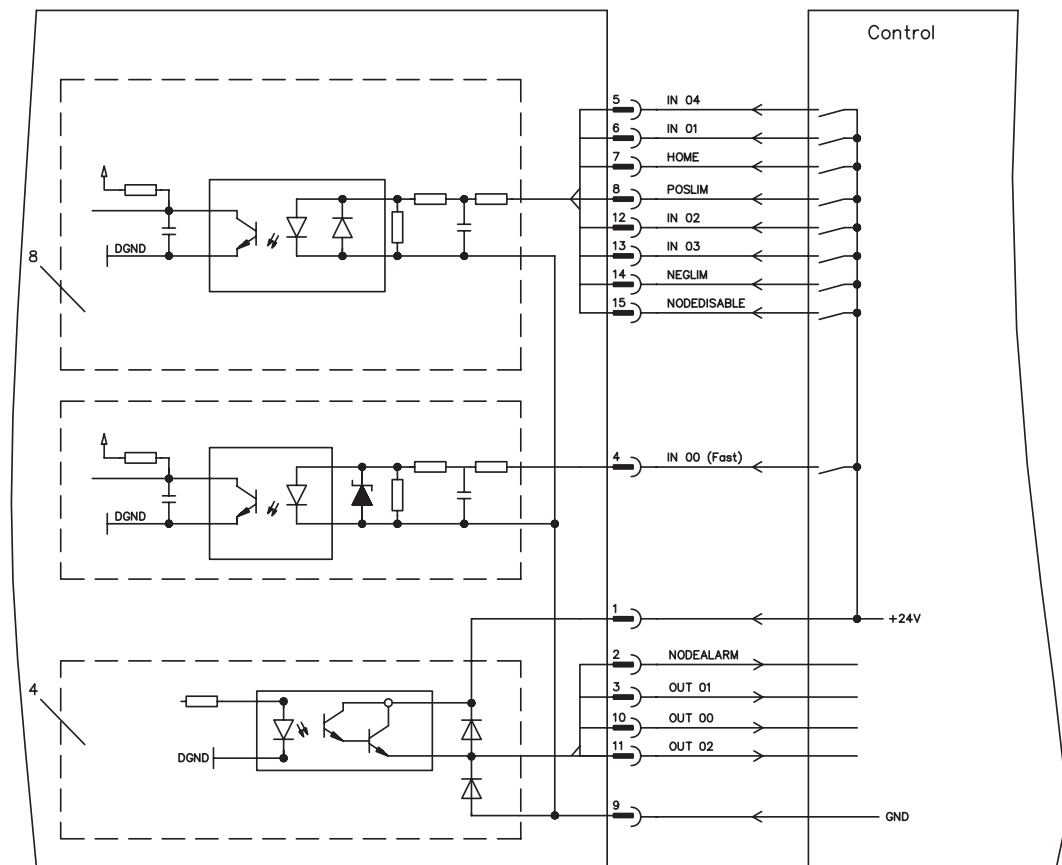 Control
5 IN 04
6 IN 01
7 HOME
8 POSLIM
12 IN 02
13 IN 03
14 NEGLIM
15 NODEDISABLE
DGND
8
4 IN 00 (Fast)
DGND
1 +24V
2 NODEALARM
3 OUT 01
10 OUT 00
11 OUT 02
4
DGND
9 GND